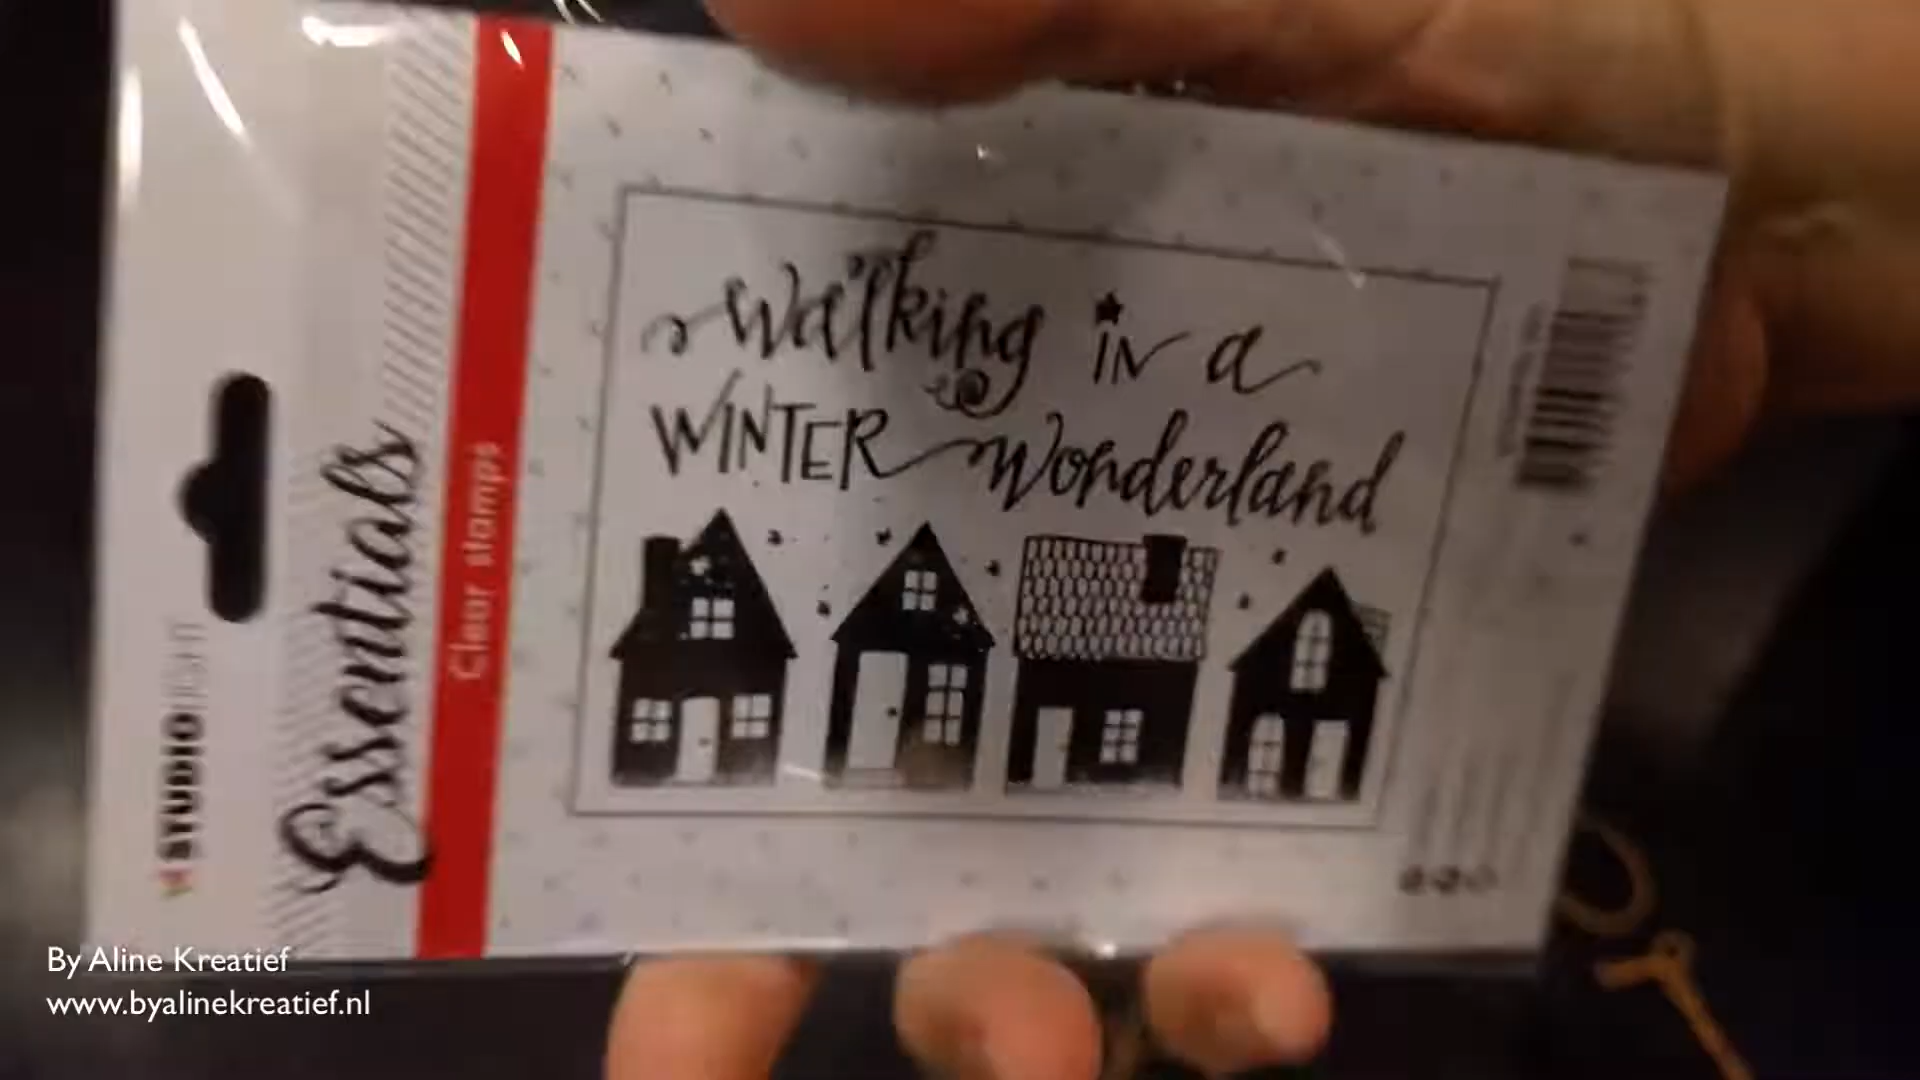 STUDIO LIGHT
Essentials
Clear stamps
Walking in a
WINTER Wonderland
By Aline Kreatief
www.byalinekreatief.nl